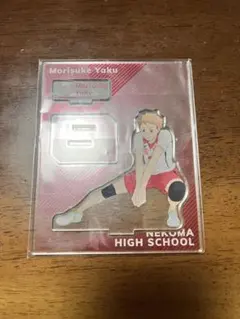 Morisuke Yaku
NEKOMA
HIGH SCHOOL